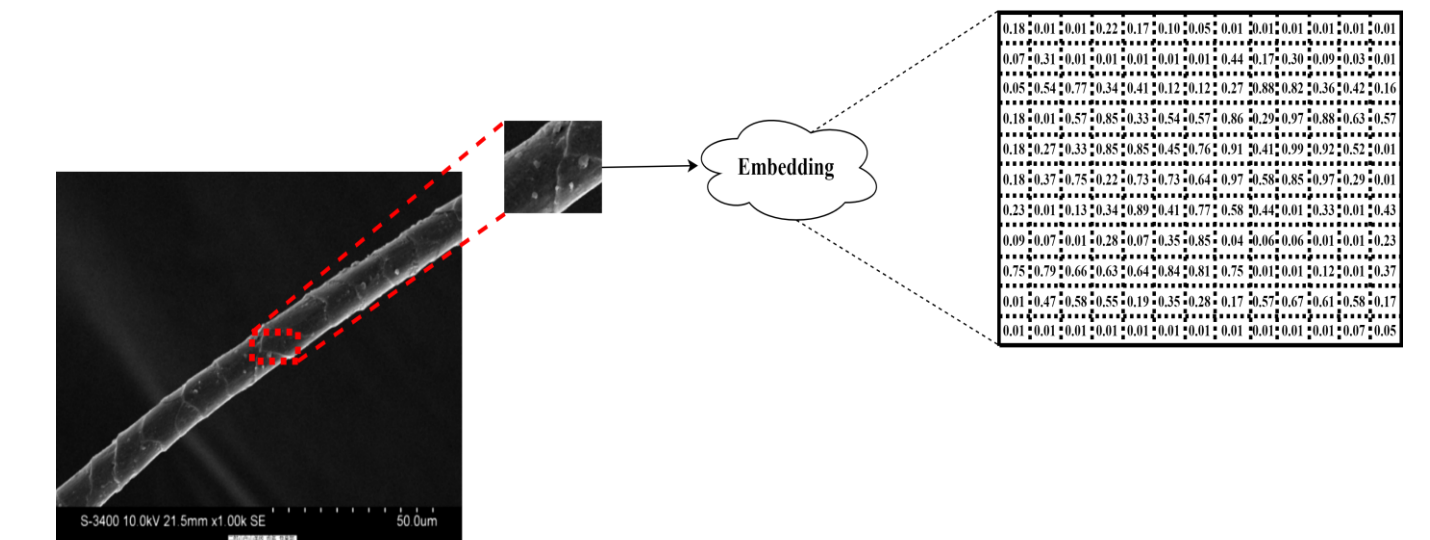 0.18 0.01 0.01 0.22 0.17 0.10 0.05 0.01 0.01 0.01 0.01 0.01 0.01
0.07 0.31 0.01 0.01 0.01 0.01 0.01 0.44 0.17 0.30 0.09 0.03 0.01
0.05 0.54 0.77 0.34 0.41 0.12 0.12 0.27 0.88 0.82 0.36 0.42 0.16
0.18 0.01 0.57 0.85 0.33 0.54 0.57 0.86 0.29 0.97 0.88 0.63 0.57
0.18 0.27 0.33 0.85 0.85 0.45 0.76 0.91 0.41 0.99 0.92 0.52 0.01
0.18 0.37 0.75 0.22 0.73 0.73 0.64 0.97 0.58 0.85 0.97 0.29 0.01
0.23 0.01 0.13 0.34 0.89 0.41 0.77 0.58 0.44 0.01 0.33 0.01 0.43
0.09 0.07 0.01 0.28 0.07 0.35 0.85 0.04 0.06 0.06 0.01 0.01 0.23
0.75 0.79 0.66 0.63 0.64 0.84 0.81 0.75 0.01 0.01 0.12 0.01 0.37
0.01 0.47 0.58 0.55 0.19 0.35 0.28 0.17 0.57 0.67 0.61 0.58 0.17
0.01 0.01 0.01 0.01 0.01 0.01 0.01 0.01 0.01 0.01 0.01 0.07 0.05
Embedding
S-3400 10.0kV 21.5mm x1.00k SE 50.0um